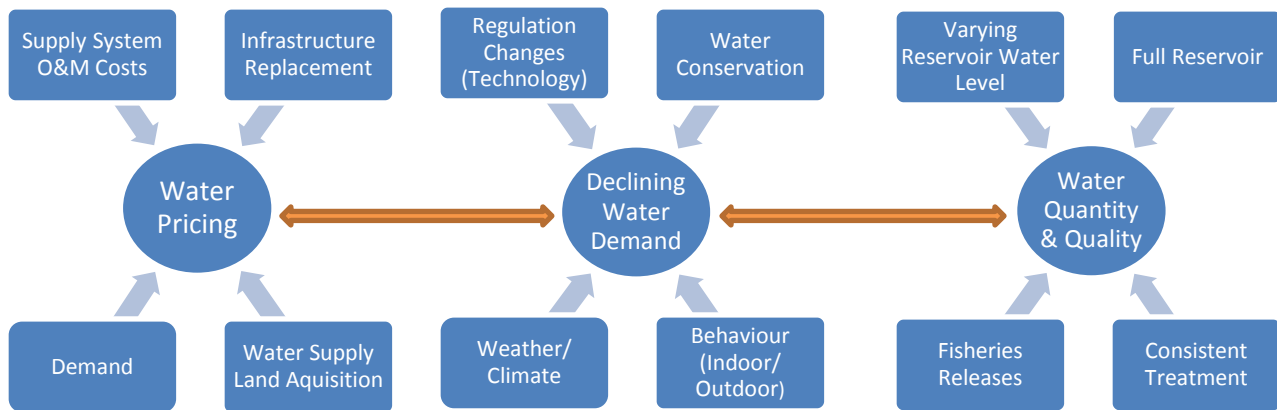 Supply System
O&M Costs
Infrastructure
Replacement
Regulation
Changes
(Technology)
Water
Conservation
Varying
Reservoir Water
Level
Full Reservoir
Water
Pricing
Declining
Water
Demand
Water
Quantity
& Quality
Demand
Water Supply
Land Aquisition
Weather/
Climate
Behaviour
(Indoor/
Outdoor)
Fisheries
Releases
Consistent
Treatment